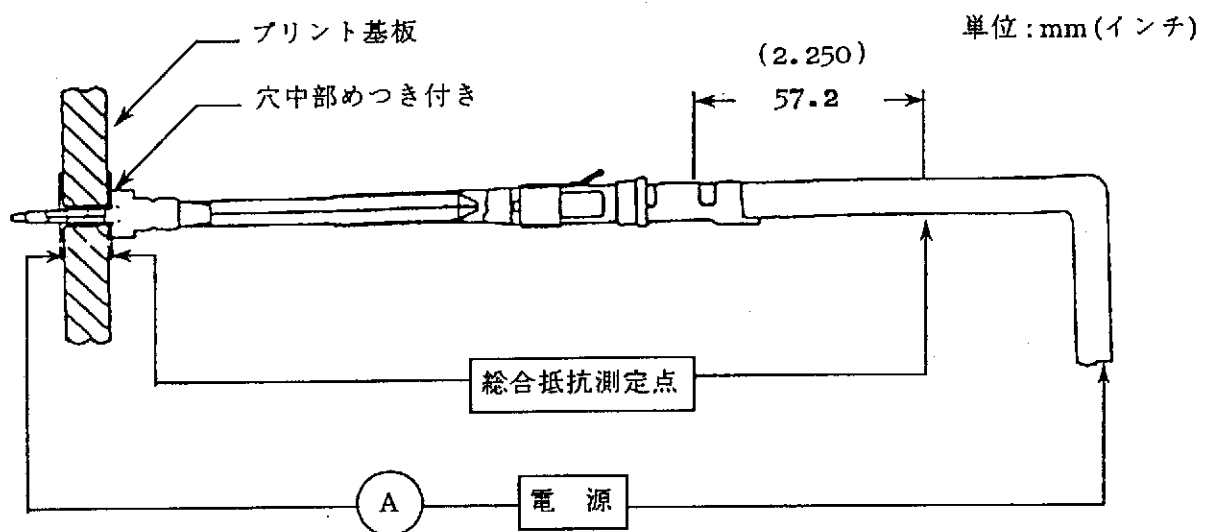 プリント基板
単位:mm(インチ)
穴中部めつき付き
(2.250)
57.2
総合抵抗測定点
A
電 源